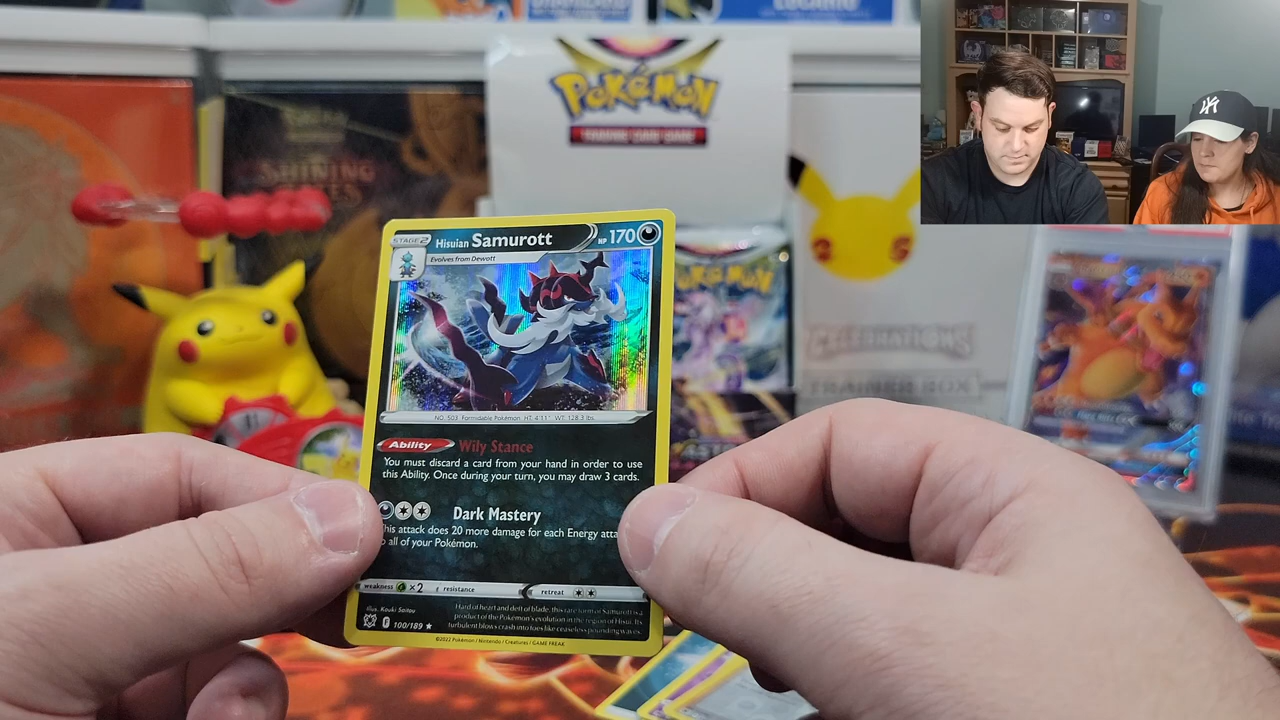 LUCARIO
POKéMON
TRADING CARD GAME
SHINING
FATES
STAGE 2
Hisuian Samurott
HP 170
Evolves from Dewott
NO. 503 Formidable Pokémon HT: 4'11" WT: 128.3 lbs.
Ability Wily Stance
You must discard a card from your hand in order to use
this Ability. Once during your turn, you may draw 3 cards.
Dark Mastery
This attack does 20 more damage for each Energy atta
o all of your Pokémon.
weakness ×2 resistance retreat
Illus. Kouki Saitou
F 100/189 ★
Hard of heart and deft of blade, this rare form of Samurott is a
product of the Pokémon's evolution in the region of Hisui. Its
turbulent blows crash into foes like ceaseless pounding waves.
©2022 Pokémon / Nintendo / Creatures / GAME FREAK
POKéMON
CELEBRATIONS
TRAINER BOX
NY